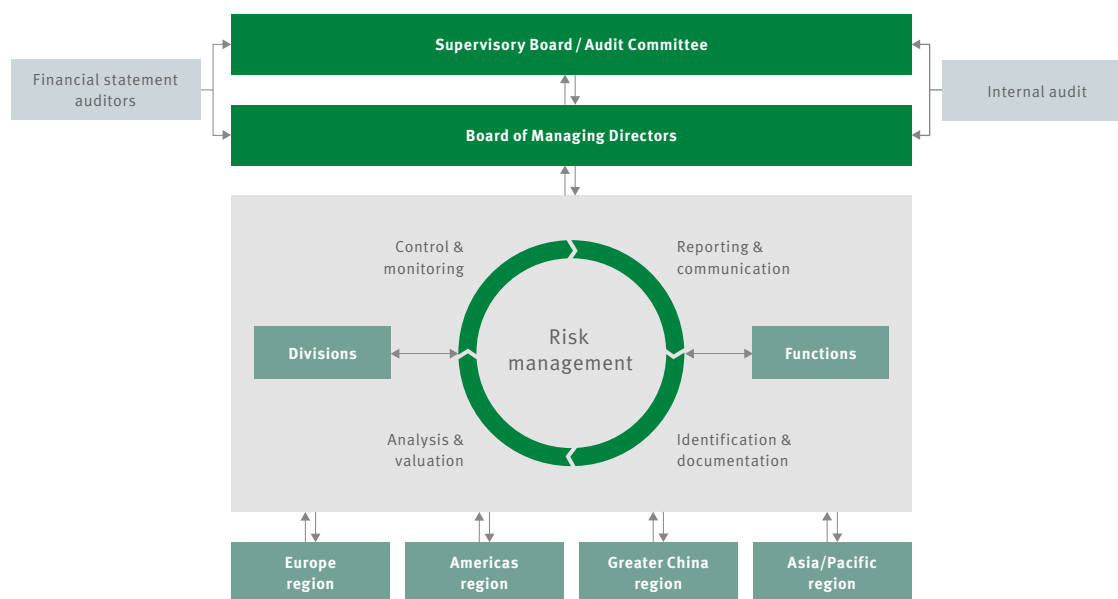 Supervisory Board / Audit Committee
Financial statement
auditors
Internal audit
Board of Managing Directors
Control &
monitoring
Reporting &
communication
Divisions
Risk
management
Functions
Analysis &
valuation
Identification &
documentation
Europe
region
Americas
region
Greater China
region
Asia/Pacific
region